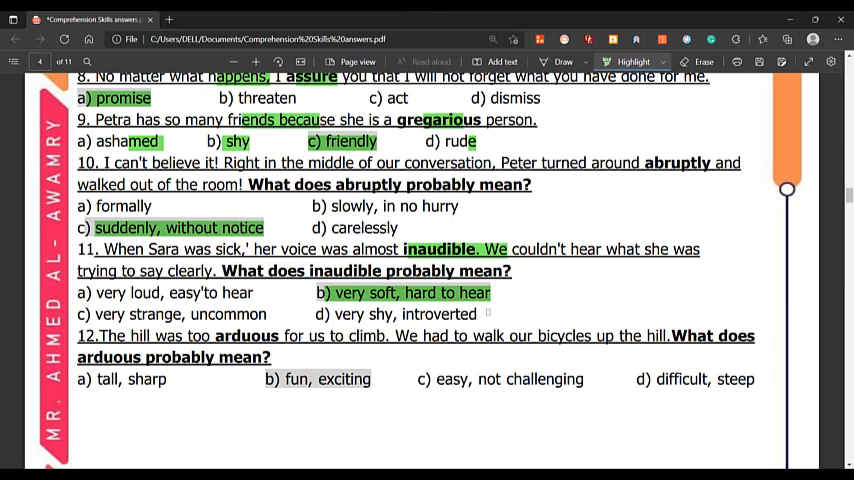 *Comprehension Skills answers.p
File
C:/Users/DELL/Documents/Comprehension%20Skills%20answers.pdf
4 of 11
Page view
Read aloud
Add text
Draw
Highlight
Erase
8. No matter what happens, I assure you that I will not forget what you have done for me.
a) promise b) threaten c) act d) dismiss
9. Petra has so many friends because she is a gregarious person.
a) ashamed b) shy c) friendly d) rude
10. I can't believe it! Right in the middle of our conversation, Peter turned around abruptly and
walked out of the room! What does abruptly probably mean?
a) formally b) slowly, in no hurry
c) suddenly, without notice d) carelessly
11. When Sara was sick,' her voice was almost inaudible. We couldn't hear what she was
trying to say clearly. What does inaudible probably mean?
a) very loud, easy'to hear b) very soft, hard to hear
c) very strange, uncommon d) very shy, introverted
12.The hill was too arduous for us to climb. We had to walk our bicycles up the hill.What does
arduous probably mean?
a) tall, sharp b) fun, exciting c) easy, not challenging d) difficult, steep
MR. AHMED AL- AWAMRY